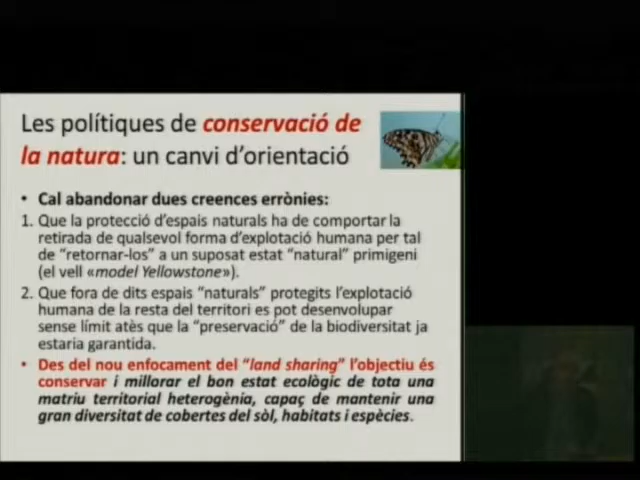 Les polítiques de conservació de
la natura: un canvi d'orientació
• Cal abandonar dues creences errònies:
1. Que la protecció d'espais naturals ha de comportar la
retirada de qualsevol forma d'explotació humana per tal
de "retornar-los" a un suposat estat "natural" primigeni
(el vell «model Yellowstone»).
2. Que fora de dits espais "naturals" protegits l'explotació
humana de la resta del territori es pot desenvolupar
sense límit atès que la "preservació" de la biodiversitat ja
estaria garantida.
• Des del nou enfocament del "land sharing" l'objectiu és
conservar i millorar el bon estat ecològic de tota una
matriu territorial heterogènia, capaç de mantenir una
gran diversitat de cobertes del sòl, habitats i espècies.